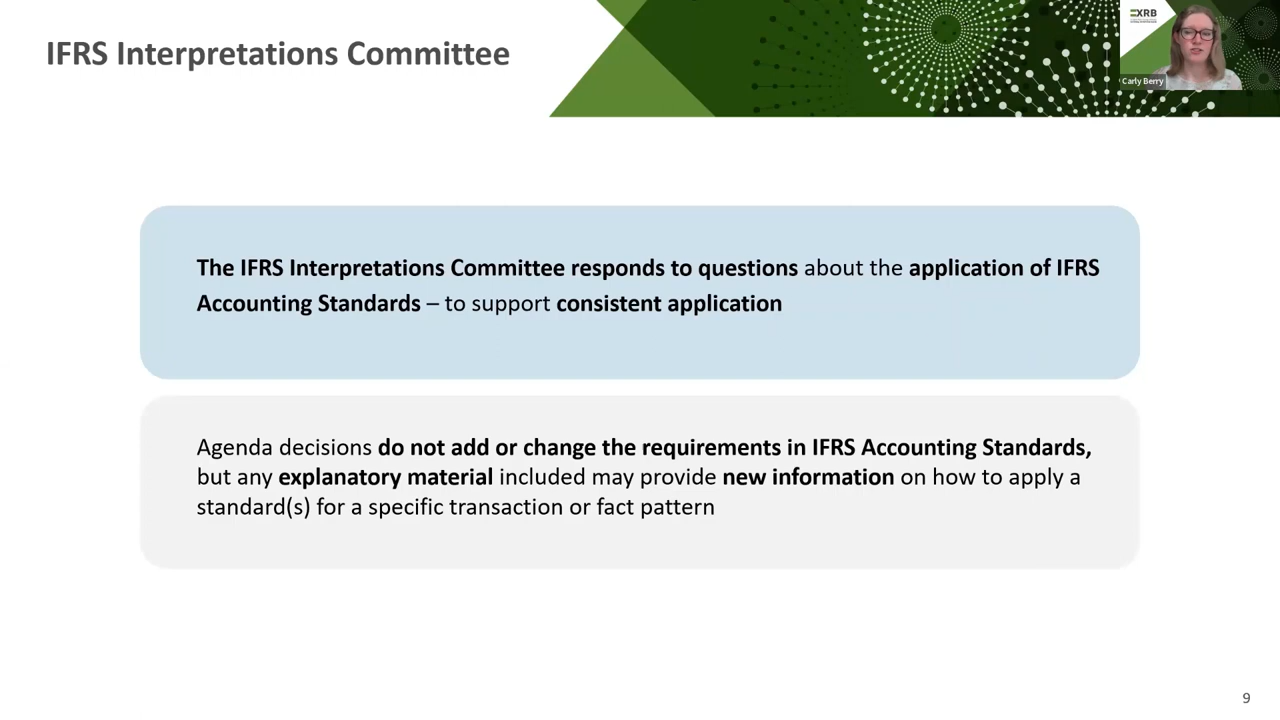 IFRS Interpretations Committee
XRB
Carly Berry
The IFRS Interpretations Committee responds to questions about the application of IFRS
Accounting Standards – to support consistent application
Agenda decisions do not add or change the requirements in IFRS Accounting Standards,
but any explanatory material included may provide new information on how to apply a
standard(s) for a specific transaction or fact pattern
9